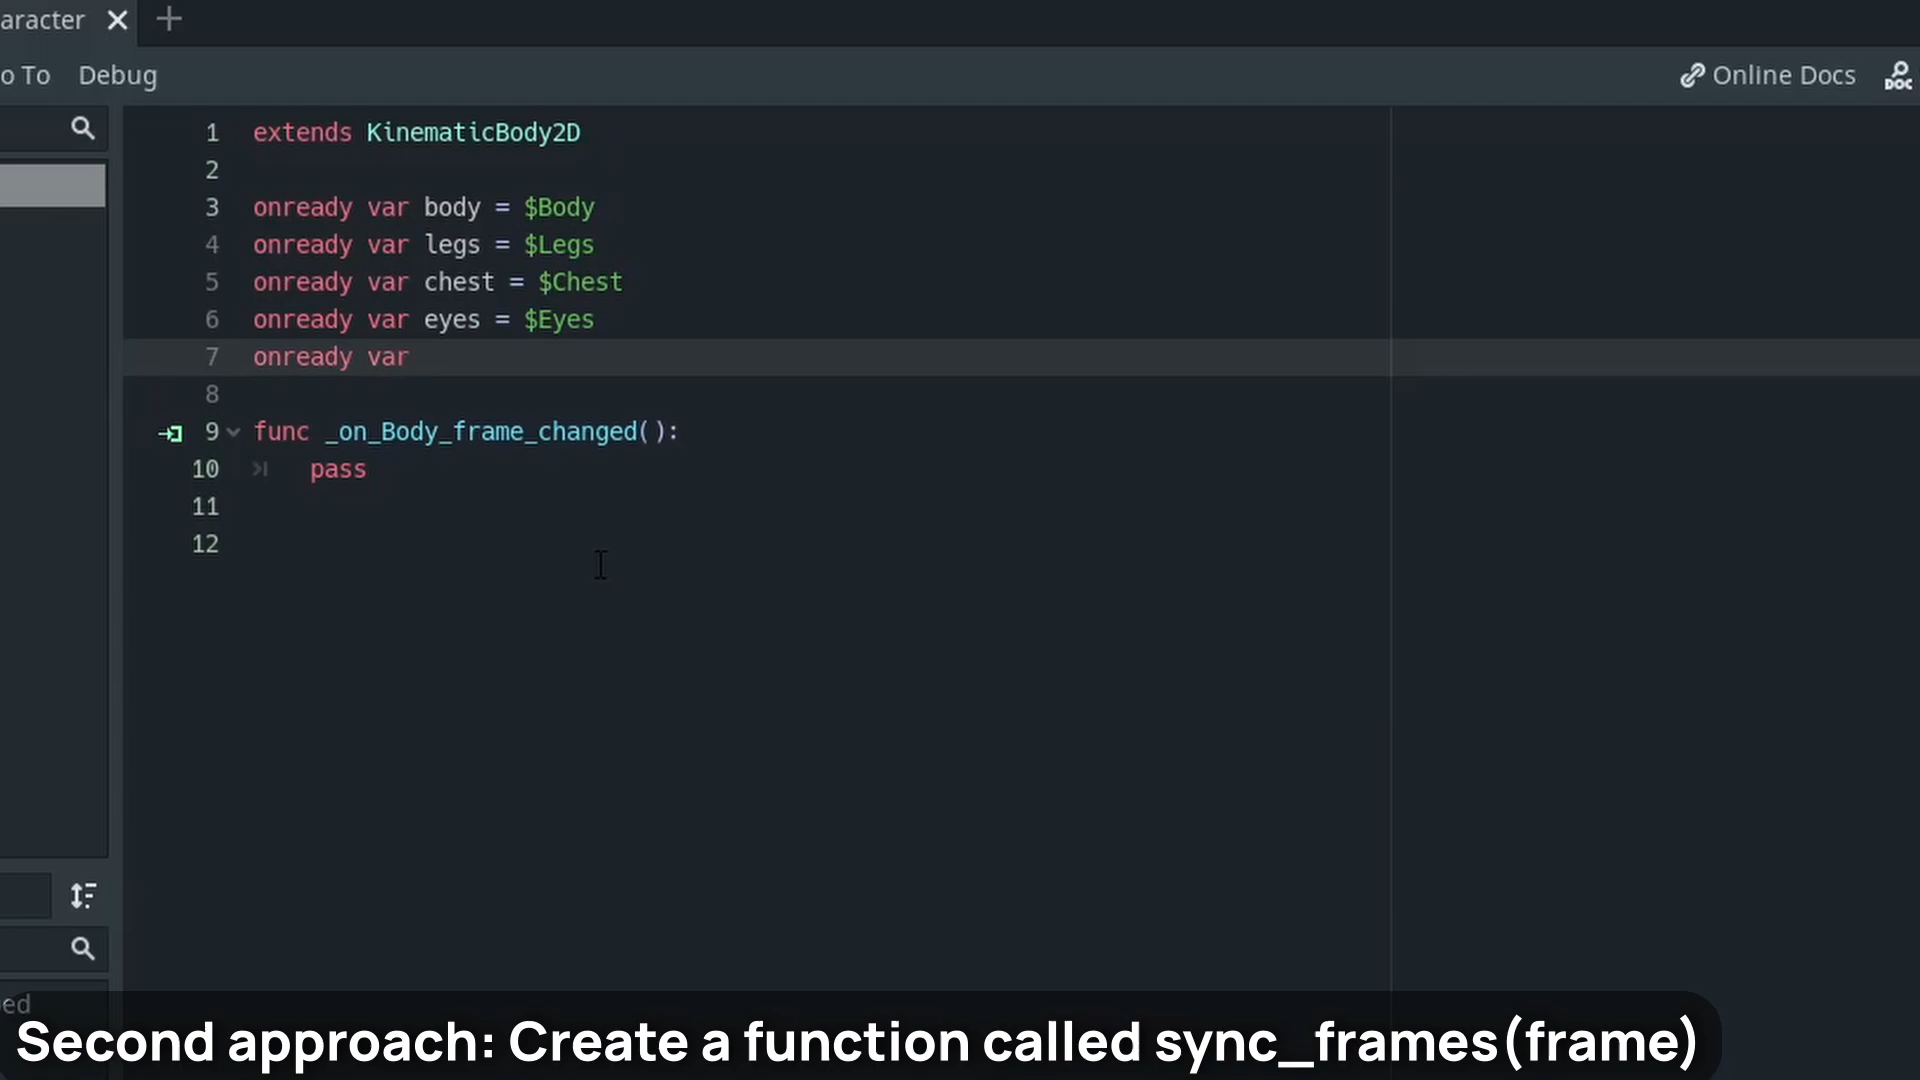 aracter
o To Debug
Online Docs
DOC
1 extends KinematicBody2D
2
3 onready var body = $Body
4 onready var legs = $Legs
5 onready var chest = $Chest
6 onready var eyes = $Eyes
7 onready var
8
9 func _on_Body_frame_changed():
10 pass
11
12
ed
Second approach: Create a function called sync_frames(frame)